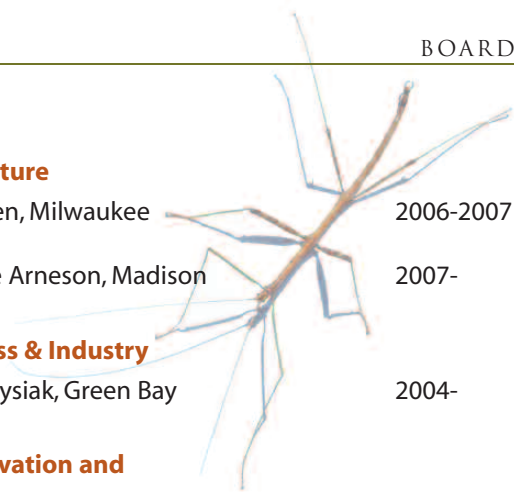 BOARD
ture
en, Milwaukee 2006-2007
e Arneson, Madison 2007-
ss & Industry
ysiak, Green Bay 2004-
vation and